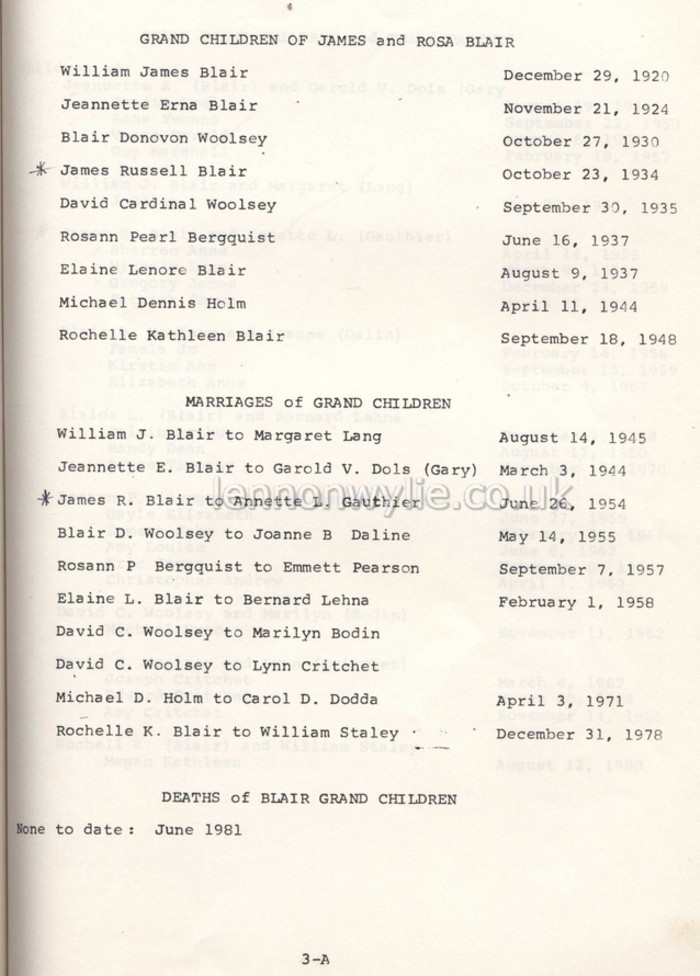 GRAND CHILDREN OF JAMES and ROSA BLAIR
William James Blair December 29, 1920
Jeannette Erna Blair November 21, 1924
Blair Donovon Woolsey October 27, 1930
* James Russell Blair October 23, 1934
David Cardinal Woolsey September 30, 1935
Rosann Pearl Bergquist June 16, 1937
Elaine Lenore Blair August 9, 1937
Michael Dennis Holm April 11, 1944
Rochelle Kathleen Blair September 18, 1948
MARRIAGES of GRAND CHILDREN
William J. Blair to Margaret Lang August 14, 1945
Jeannette E. Blair to Garold V. Dols (Gary) March 3, 1944
lennonwylie.co.uk
* James R. Blair to Annette L. Gauthier June 26, 1954
Blair D. Woolsey to Joanne B Daline May 14, 1955
Rosann P Bergquist to Emmett Pearson September 7, 1957
Elaine L. Blair to Bernard Lehna February 1, 1958
David C. Woolsey to Marilyn Bodin
David C. Woolsey to Lynn Critchet
Michael D. Holm to Carol D. Dodda April 3, 1971
Rochelle K. Blair to William Staley December 31, 1978
DEATHS of BLAIR GRAND CHILDREN
None to date: June 1981
3-A